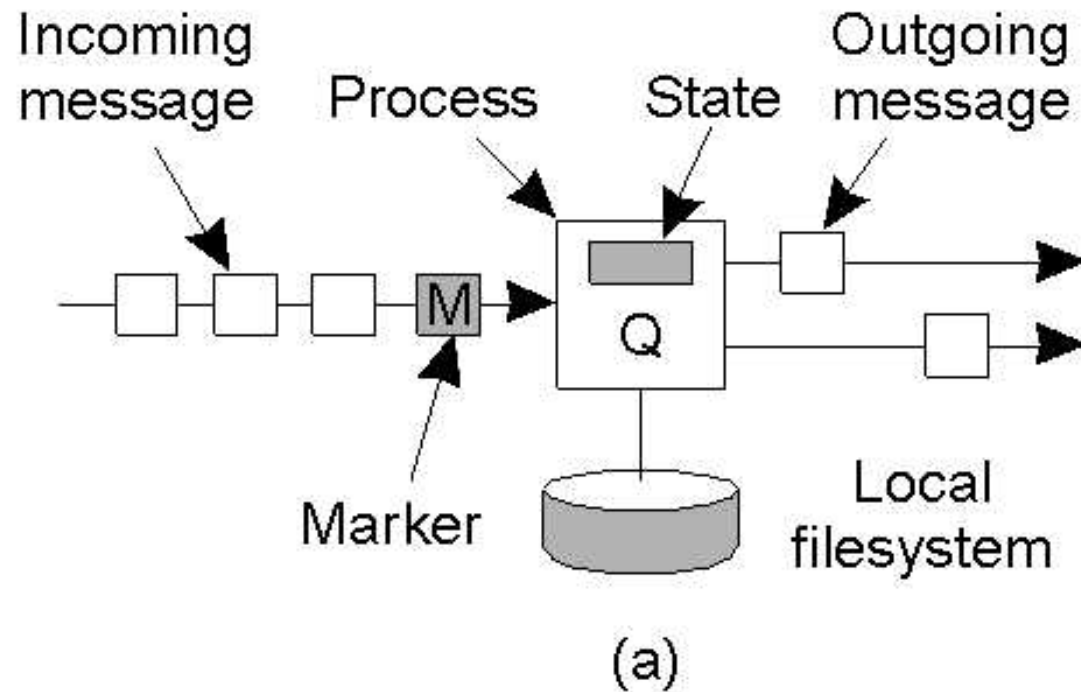 Incoming
message
Process
State
Outgoing
message
M
Q
Marker
Local
filesystem
(a)